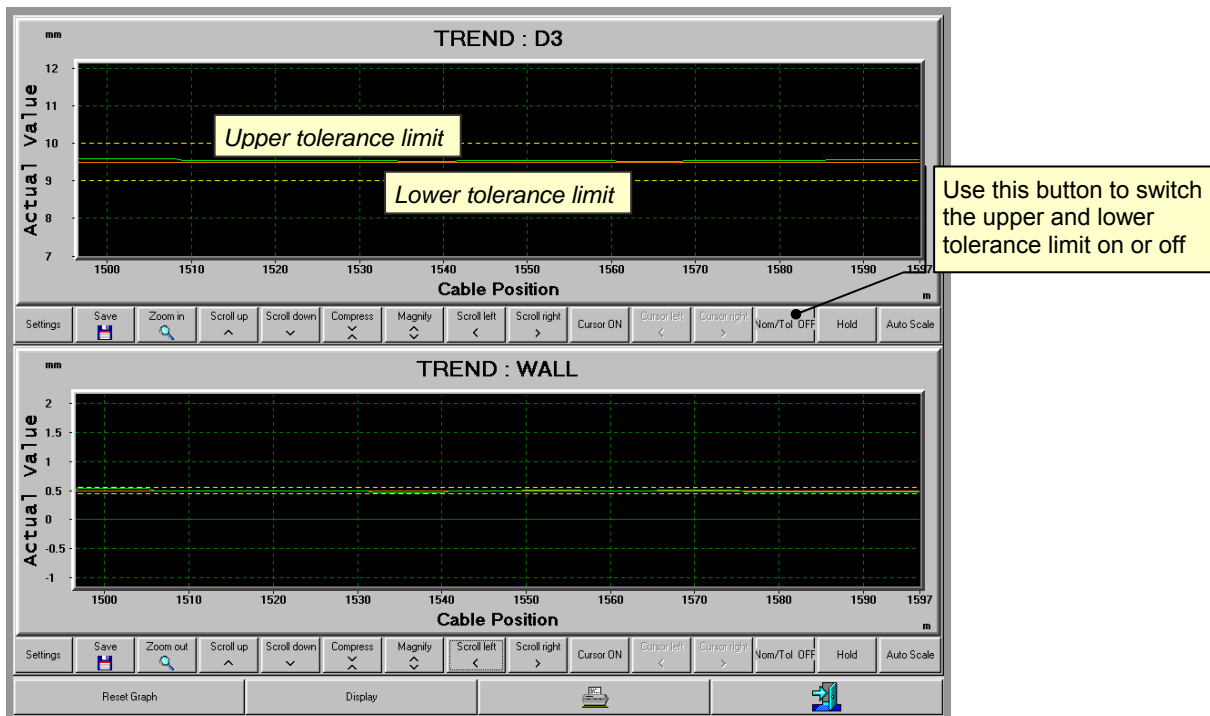 mm
TREND : D3
Actual Value
12
11
10
9
8
7
Upper tolerance limit
Lower tolerance limit
1500 1510 1520 1530 1540 1550 1560 1570 1580 1590 1597
Cable Position
m
Use this button to switch
the upper and lower
tolerance limit on or off
Settings Save Zoom in Scroll up Scroll down Compress Magnify Scroll left Scroll right Cursor ON Cursor left Cursor right Nom/Tol OFF Hold Auto Scale
mm
TREND : WALL
Actual Value
2
1.5
1
0.5
0
-0.5
-1
1500 1510 1520 1530 1540 1550 1560 1570 1580 1590 1597
Cable Position
m
Settings Save Zoom out Scroll up Scroll down Compress Magnify Scroll left Scroll right Cursor ON Cursor left Cursor right Nom/Tol OFF Hold Auto Scale
Reset Graph Display